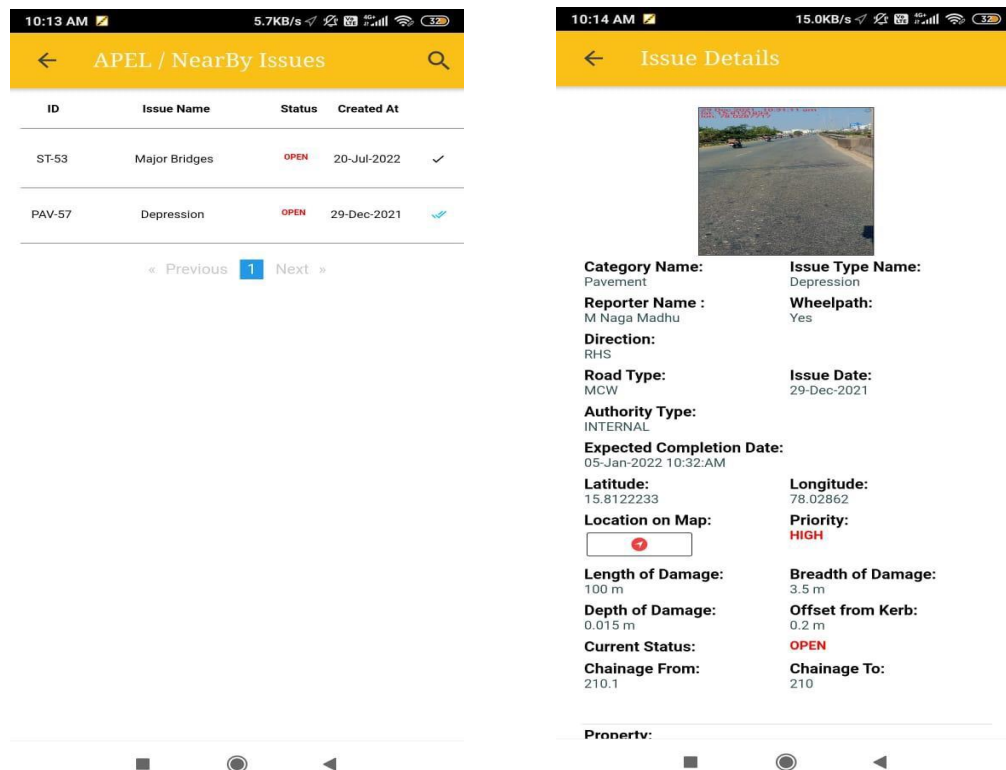 10:13 AM 5.7KB/s 4G+ 32
APEL / NearBy Issues
ID Issue Name Status Created At
ST-53 Major Bridges OPEN 20-Jul-2022
PAV-57 Depression OPEN 29-Dec-2021
« Previous 1 Next »
10:14 AM 15.0KB/s 4G+ 32
Issue Details
Category Name: Issue Type Name:
Pavement Depression
Reporter Name : Wheelpath:
M Naga Madhu Yes
Direction:
RHS
Road Type: Issue Date:
MCW 29-Dec-2021
Authority Type:
INTERNAL
Expected Completion Date:
05-Jan-2022 10:32:AM
Latitude: Longitude:
15.8122233 78.02862
Location on Map: Priority:
HIGH
Length of Damage: Breadth of Damage:
100 m 3.5 m
Depth of Damage: Offset from Kerb:
0.015 m 0.2 m
Current Status: OPEN
Chainage From: Chainage To:
210.1 210
Property: